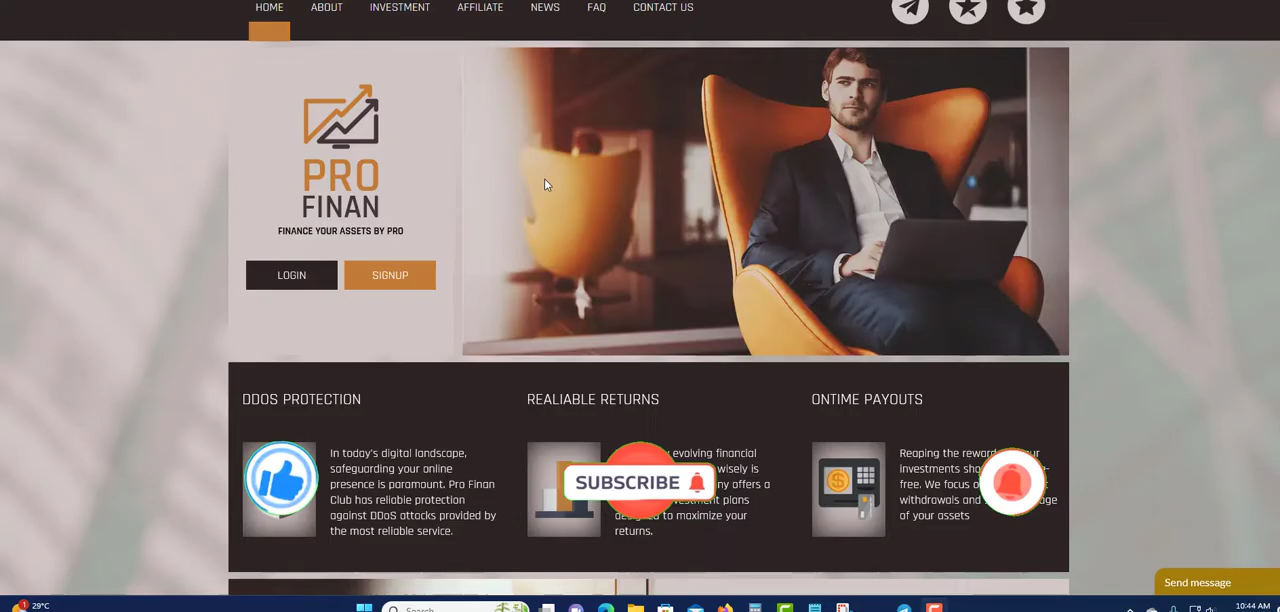 HOME ABOUT INVESTMENT AFFILIATE NEWS FAQ CONTACT US
PRO
FINAN
FINANCE YOUR ASSETS BY PRO
LOGIN SIGNUP
DDOS PROTECTION
In today's digital landscape,
safeguarding your online
presence is paramount. Pro Finan
Club has reliable protection
against DDoS attacks provided by
the most reliable service.
REALIABLE RETURNS
evolving financial
wisely is
offers a
plans
to maximize your
returns.
SUBSCRIBE
ONTIME PAYOUTS
Reaping the
investments
free. We focus
withdrawals and
of your assets
Send message
1
29°C
Search
10:44 AM